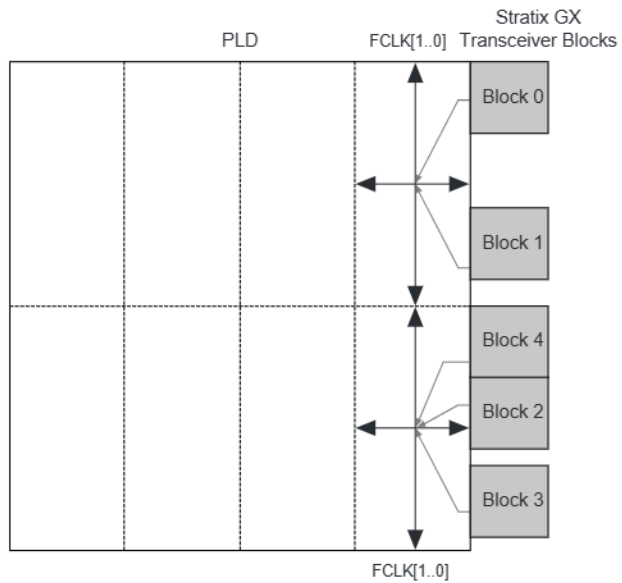 Stratix GX
PLD FCLK[1..0] Transceiver Blocks
Block 0
Block 1
Block 4
Block 2
Block 3
FCLK[1..0]